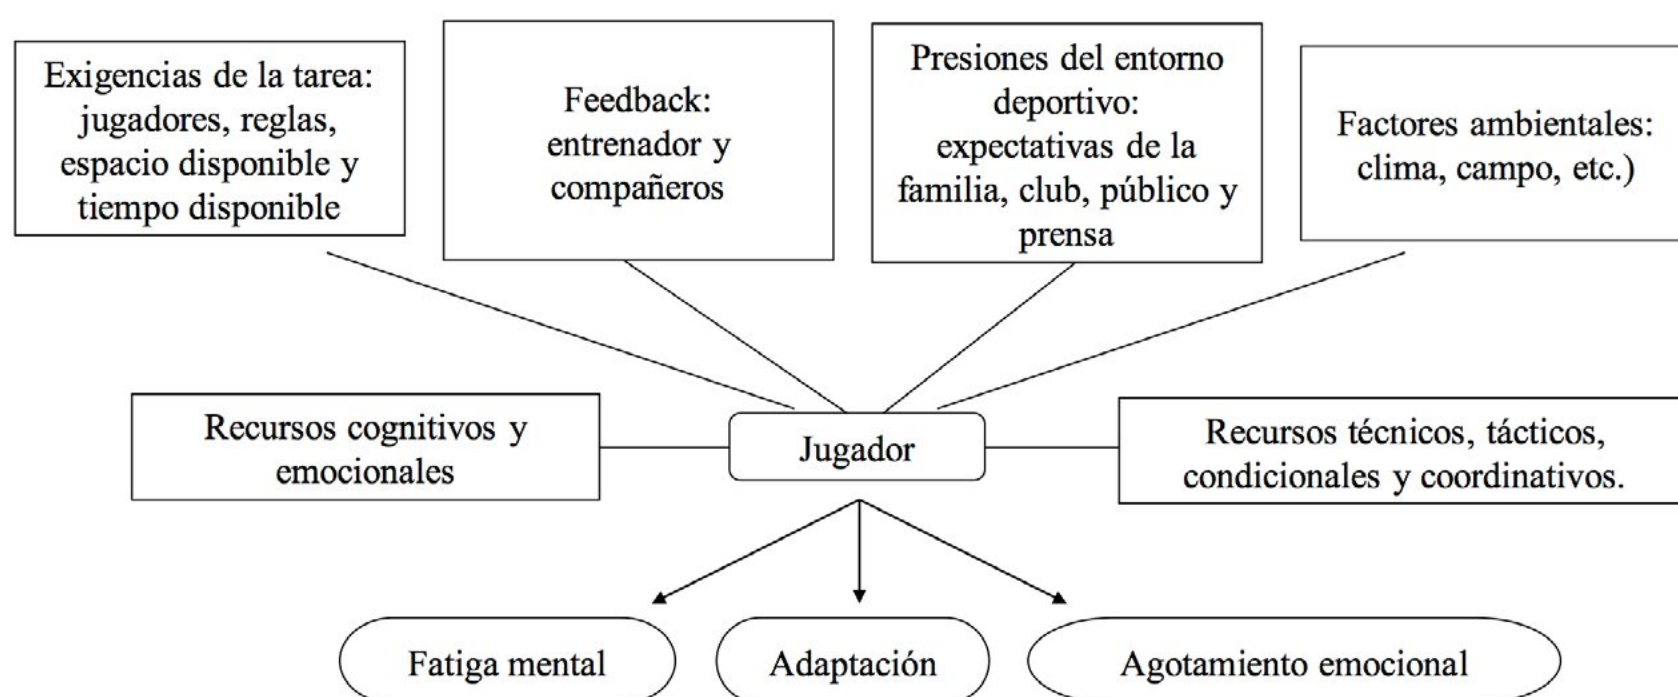 Exigencias de la tarea:
jugadores, reglas,
espacio disponible y
tiempo disponible
Feedback:
entrenador y
compañeros
Presiones del entorno
deportivo:
expectativas de la
familia, club, público y
prensa
Factores ambientales:
clima, campo, etc.)
Recursos cognitivos y
emocionales
Jugador
Recursos técnicos, tácticos,
condicionales y coordinativos.
Fatiga mental
Adaptación
Agotamiento emocional